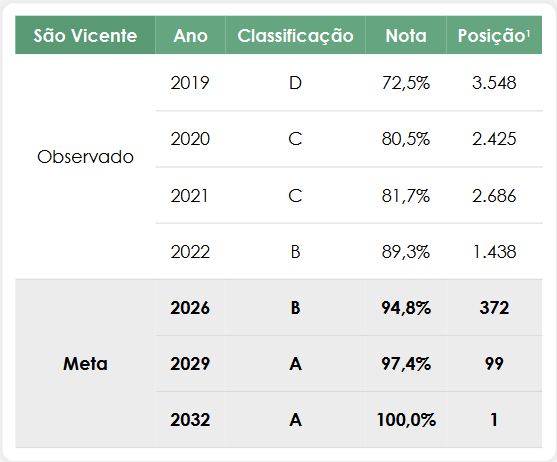 São Vicente Ano Classificação Nota Posição¹
2019 D 72,5% 3.548
2020 C 80,5% 2.425
Observado
2021 C 81,7% 2.686
2022 B 89,3% 1.438
2026 B 94,8% 372
Meta 2029 A 97,4% 99
2032 A 100,0% 1